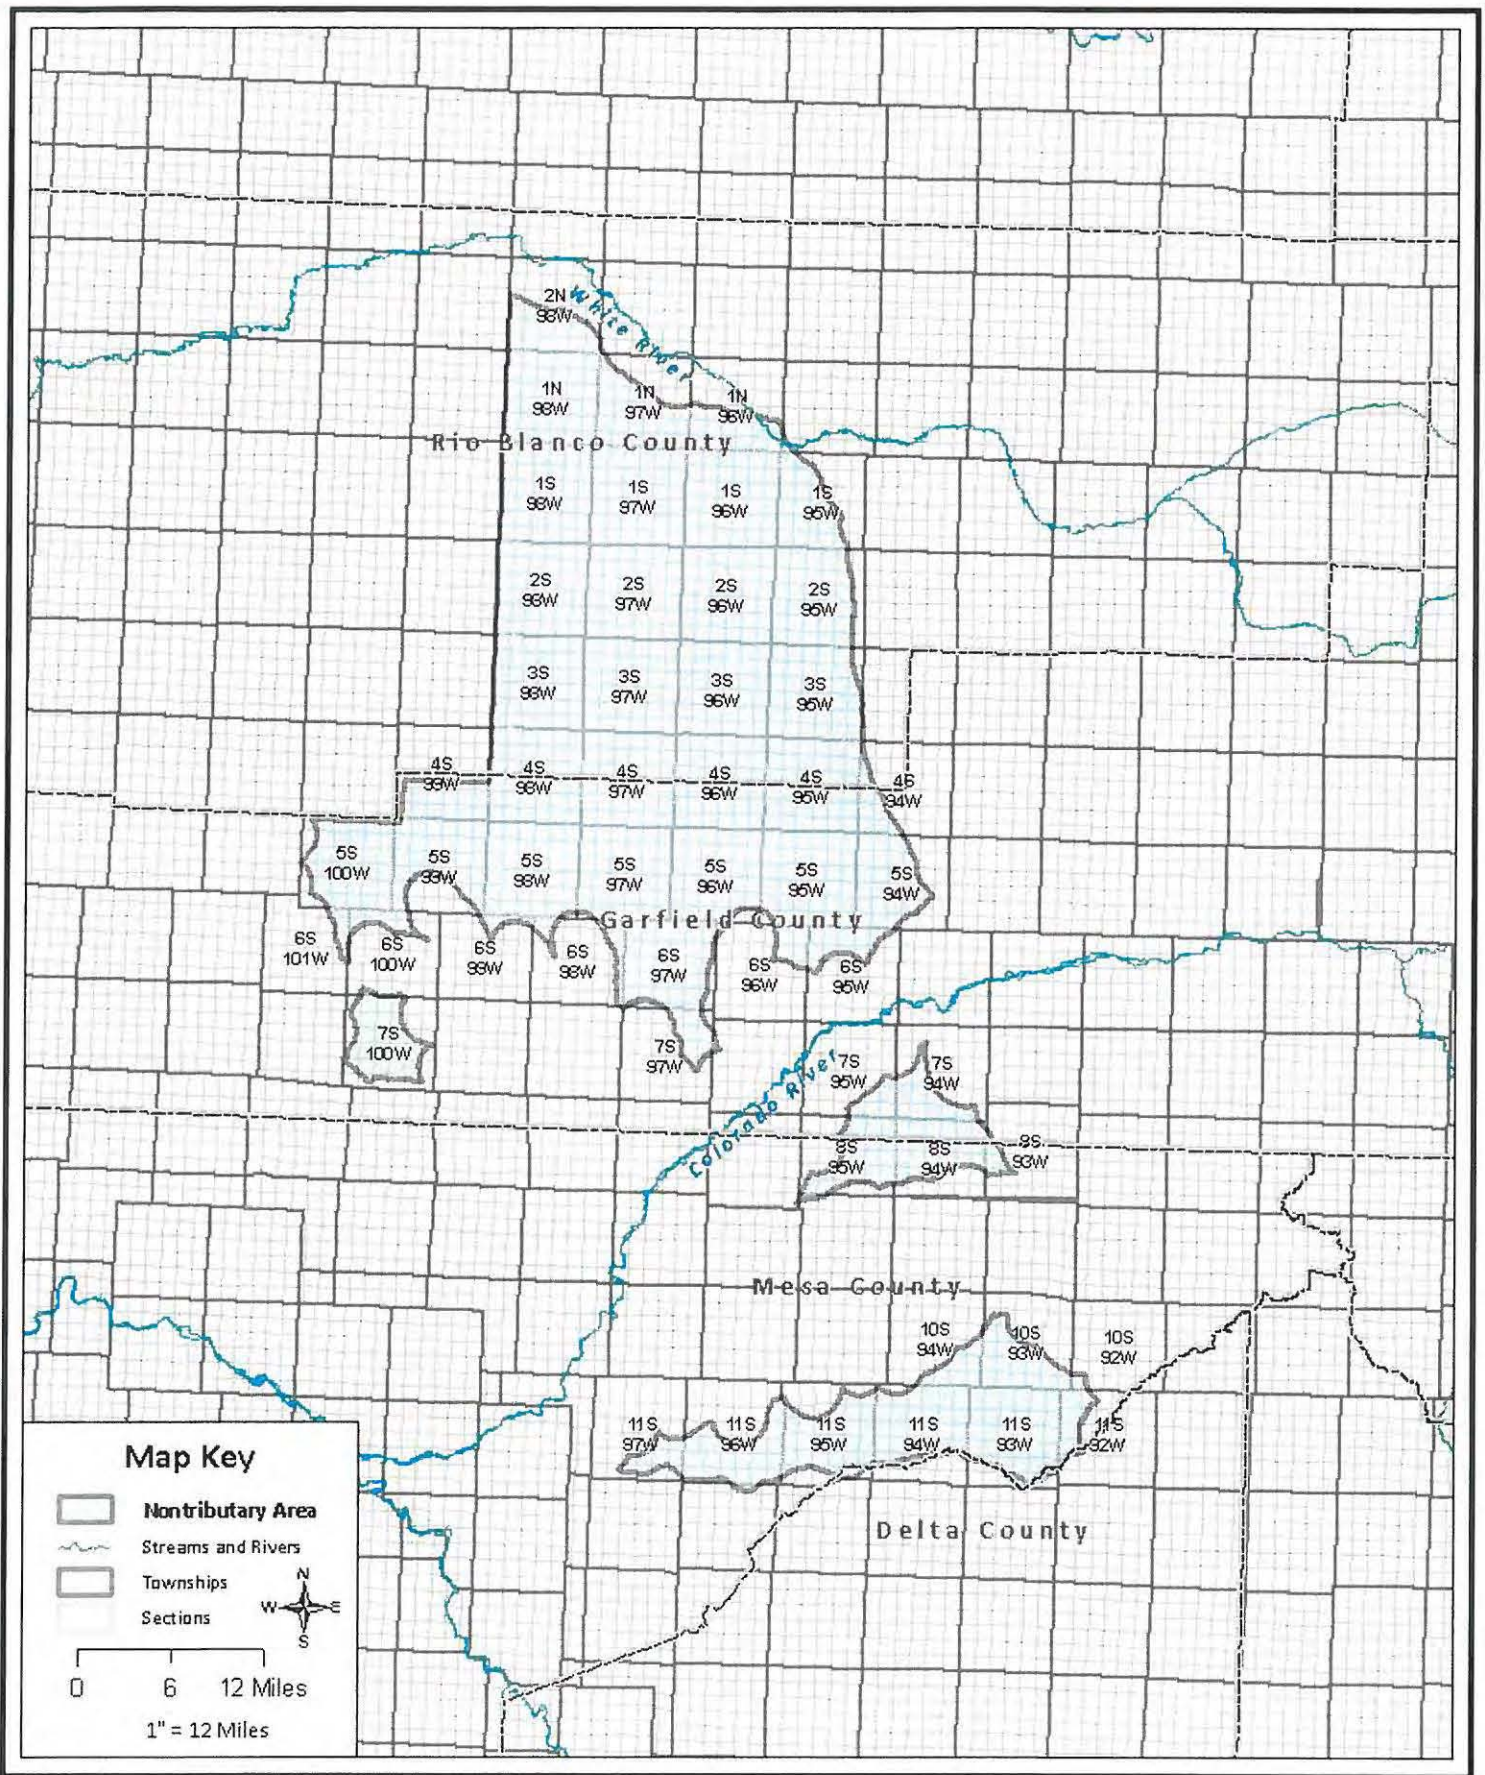 2N
98W
White River
1N
98W
1N
97W
1N
96W
Rio Blanco County
1S
98W
1S
97W
1S
96W
1S
95W
2S
98W
2S
97W
2S
96W
2S
95W
3S
98W
3S
97W
3S
96W
3S
95W
4S
99W
4S
98W
4S
97W
4S
96W
4S
95W
4S
94W
5S
100W
5S
99W
5S
98W
5S
97W
5S
96W
5S
95W
5S
94W
Garfield County
6S
101W
6S
100W
6S
99W
6S
98W
6S
97W
6S
96W
6S
95W
7S
100W
7S
97W
7S
95W
7S
94W
Colorado River
8S
95W
8S
94W
8S
93W
Mesa County
10S
94W
10S
93W
10S
92W
11S
97W
11S
96W
11S
95W
11S
94W
11S
93W
11S
92W
Delta County
Map Key
Nontributary Area
Streams and Rivers
Townships
Sections
N
W E
S
0 6 12 Miles
1" = 12 Miles